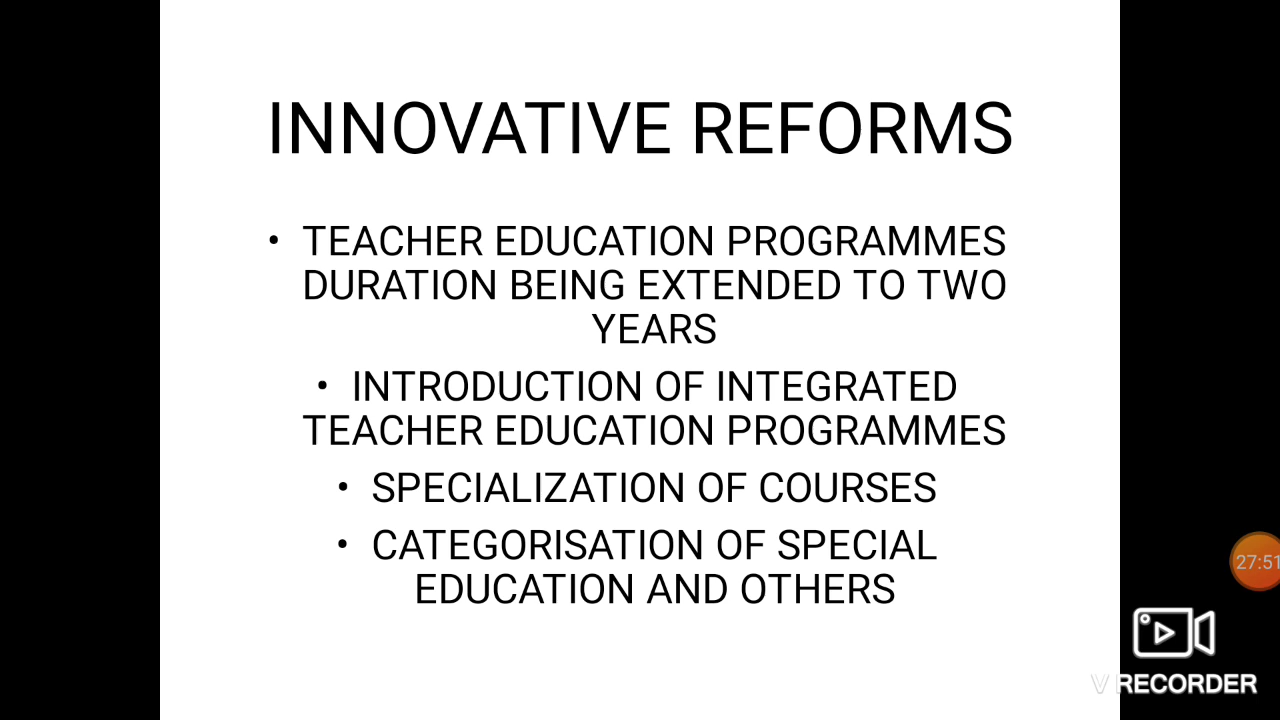 INNOVATIVE REFORMS
• TEACHER EDUCATION PROGRAMMES
DURATION BEING EXTENDED TO TWO
YEARS
• INTRODUCTION OF INTEGRATED
TEACHER EDUCATION PROGRAMMES
• SPECIALIZATION OF COURSES
• CATEGORISATION OF SPECIAL
EDUCATION AND OTHERS
27:51
V RECORDER